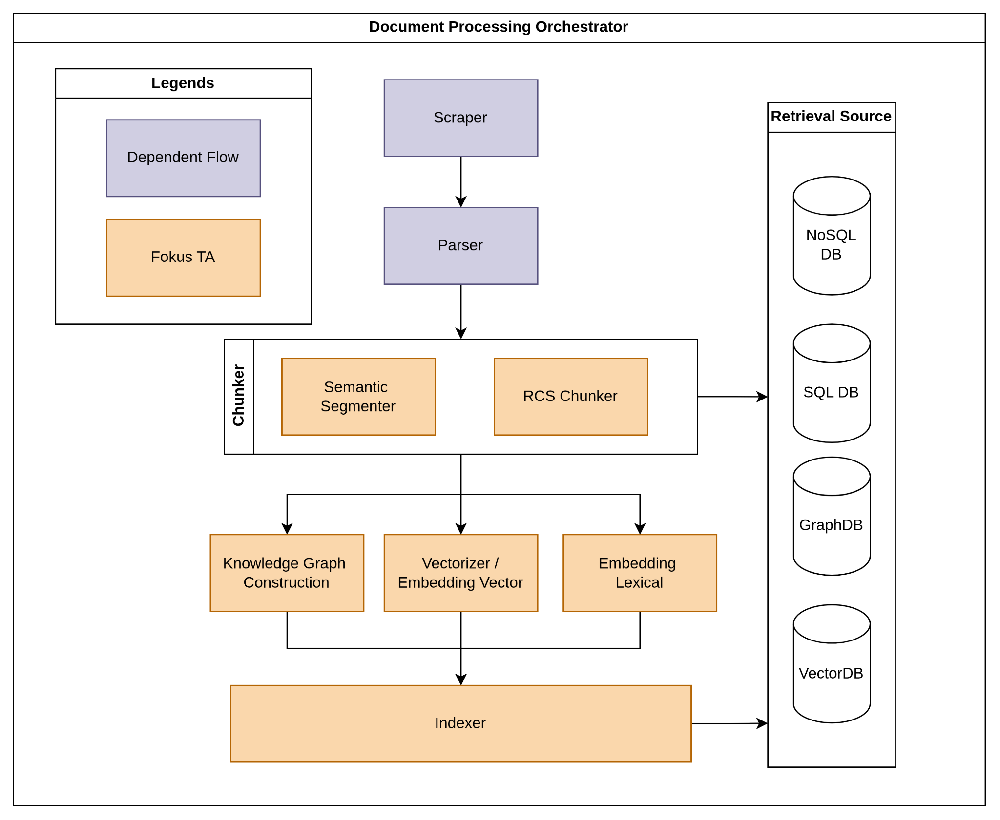 Document Processing Orchestrator
Legends
Dependent Flow
Fokus TA
Scraper
Parser
Chunker
Semantic
Segmenter
RCS Chunker
Knowledge Graph
Construction
Vectorizer /
Embedding Vector
Embedding
Lexical
Indexer
Retrieval Source
NoSQL
DB
SQL DB
GraphDB
VectorDB